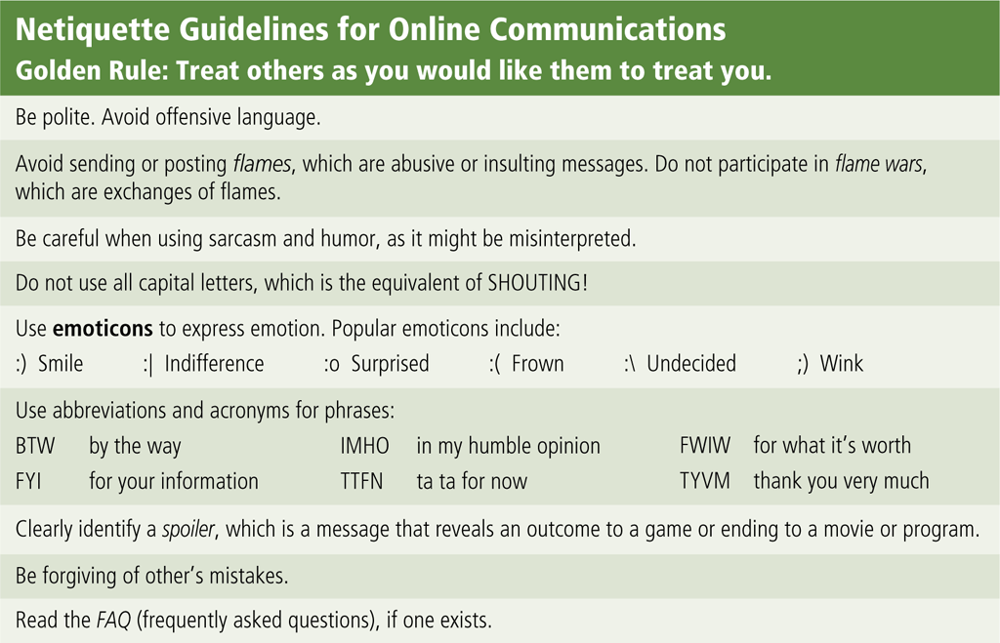 Netiquette Guidelines for Online Communications
Golden Rule: Treat others as you would like them to treat you.
Be polite. Avoid offensive language.
Avoid sending or posting flames, which are abusive or insulting messages. Do not participate in flame wars,
which are exchanges of flames.
Be careful when using sarcasm and humor, as it might be misinterpreted.
Do not use all capital letters, which is the equivalent of SHOUTING!
Use emoticons to express emotion. Popular emoticons include:
:) Smile :| Indifference :o Surprised :( Frown :\ Undecided ;) Wink
Use abbreviations and acronyms for phrases:
BTW by the way IMHO in my humble opinion FWIW for what it's worth
FYI for your information TTFN ta ta for now TYVM thank you very much
Clearly identify a spoiler, which is a message that reveals an outcome to a game or ending to a movie or program.
Be forgiving of other's mistakes.
Read the FAQ (frequently asked questions), if one exists.